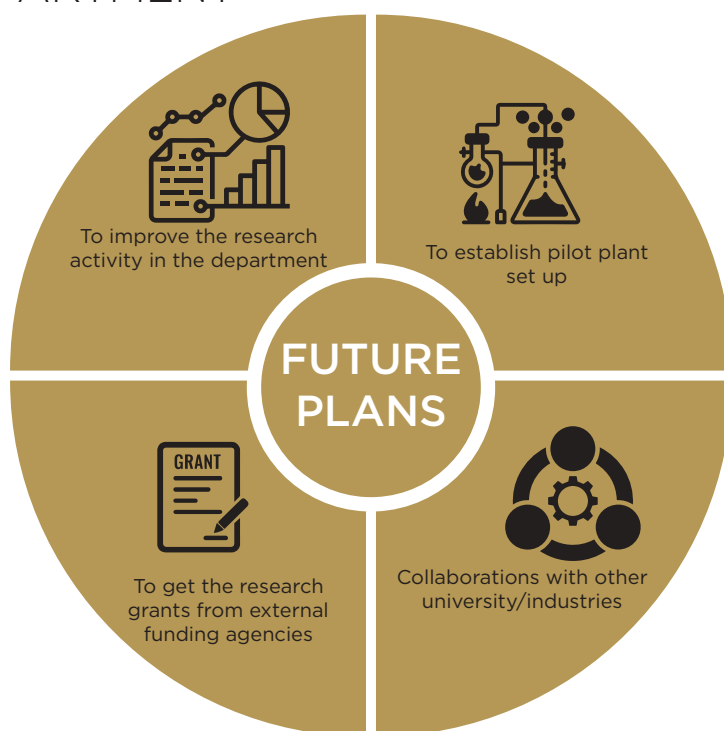 To improve the research
activity in the department
To establish pilot plant
set up
FUTURE
PLANS
GRANT
To get the research
grants from external
funding agencies
Collaborations with other
university/industries